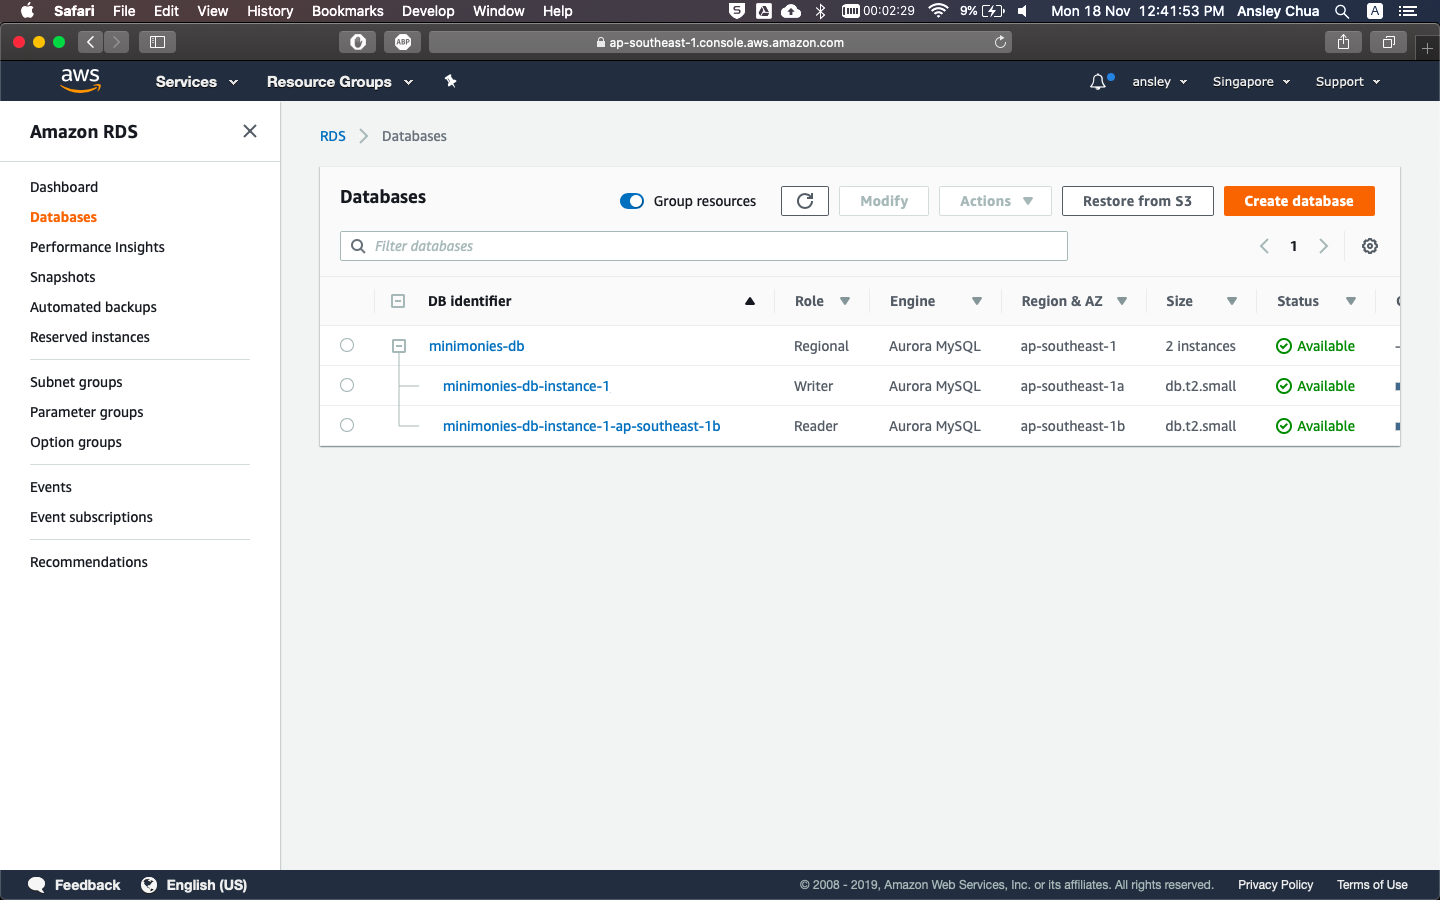 Safari File Edit View History Bookmarks Develop Window Help 00:02:29 9% Mon 18 Nov 12:41:53 PM Ansley Chua A
ABP ap-southeast-1.console.aws.amazon.com
aws Services Resource Groups ansley Singapore Support
Amazon RDS
Dashboard
Databases
Performance Insights
Snapshots
Automated backups
Reserved instances
Subnet groups
Parameter groups
Option groups
Events
Event subscriptions
Recommendations
RDS Databases
Databases Group resources Modify Actions Restore from S3 Create database
Filter databases 1
DB identifier Role Engine Region & AZ Size Status
minimonies-db Regional Aurora MySQL ap-southeast-1 2 instances Available
minimonies-db-instance-1 Writer Aurora MySQL ap-southeast-1a db.t2.small Available
minimonies-db-instance-1-ap-southeast-1b Reader Aurora MySQL ap-southeast-1b db.t2.small Available
Feedback English (US) © 2008 - 2019, Amazon Web Services, Inc. or its affiliates. All rights reserved. Privacy Policy Terms of Use